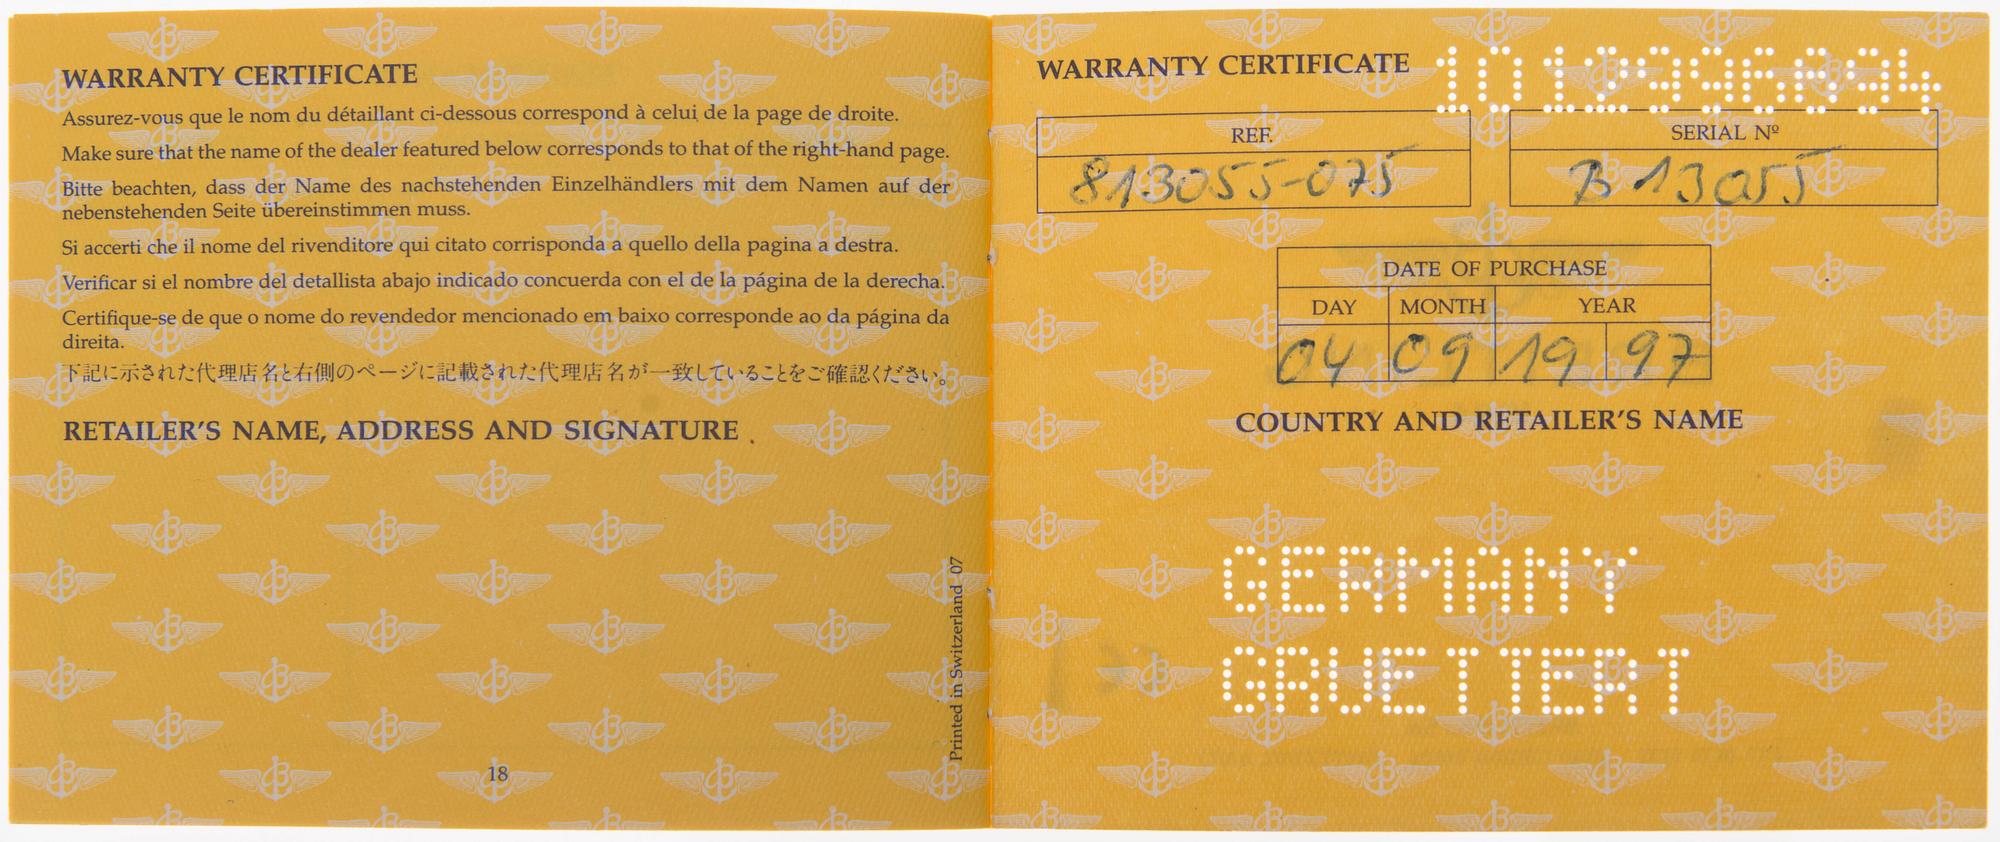 WARRANTY CERTIFICATE
Assurez-vous que le nom du détaillant ci-dessous correspond à celui de la page de droite.
Make sure that the name of the dealer featured below corresponds to that of the right-hand page.
Bitte beachten, dass der Name des nachstehenden Einzelhändlers mit dem Namen auf der
nebenstehenden Seite übereinstimmen muss.
Si accerti che il nome del rivenditore qui citato corrisponda a quello della pagina a destra.
Verificar si el nombre del detallista abajo indicado concuerda con el de la página de la derecha.
Certifique-se de que o nome do revendedor mencionado em baixo corresponde ao da página da
direita.
下記に示された代理店名と右側のページに記載された代理店名が一致していることをご確認ください。
RETAILER'S NAME, ADDRESS AND SIGNATURE
Printed in Switzerland 07
18
WARRANTY CERTIFICATE
REF.
813055-075
SERIAL Nº
B 13055
DATE OF PURCHASE
DAY MONTH YEAR
04 09 19 97
COUNTRY AND RETAILER'S NAME
GERMANY